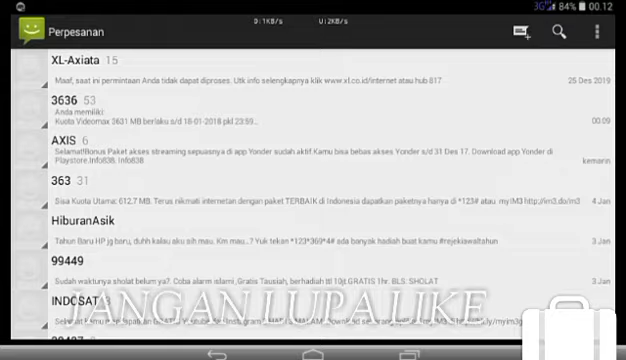 3G 84% 00.12
D:1KB/s U:2KB/s
Perpesanan
XL-Axiata 15
Maaf, saat ini permintaan Anda tidak dapat diproses. Utk info selengkapnya klik www.xl.co.id/internet atau hub 817
25 Des 2019
3636 53
Anda memiliki:
Kuota Videomax 3631 MB berlaku s/d 18-01-2018 pkl 23:59...
00.09
AXIS 6
Selamat!Bonus Paket akses streaming sepuasnya di app Yonder sudah aktif.Kamu bisa bebas akses Yonder s/d 31 Des 17. Download app Yonder di
Playstore.Info838. Info838
kemarin
363 31
Sisa Kuota Utama: 612.7 MB. Terus nikmati internetan dengan paket TERBAIK di Indonesia dapatkan paketnya hanya di *123# atau myIM3 http://im3.do/m3
4 Jan
HiburanAsik
Tahun Baru HP jg baru, duhh kalau aku sih mau. Km mau...? Yuk tekan *123*369*4# ada banyak hadiah buat kamu #rejekiawaltahun
3 Jan
99449
Sudah waktunya sholat belum ya?. Coba alarm islami, Gratis Tausiah, berhadiah ttl 10jt.GRATIS 1hr. BLS: SHOLAT
3 Jan
JANGAN LUPA LIKE
INDOSAT 3